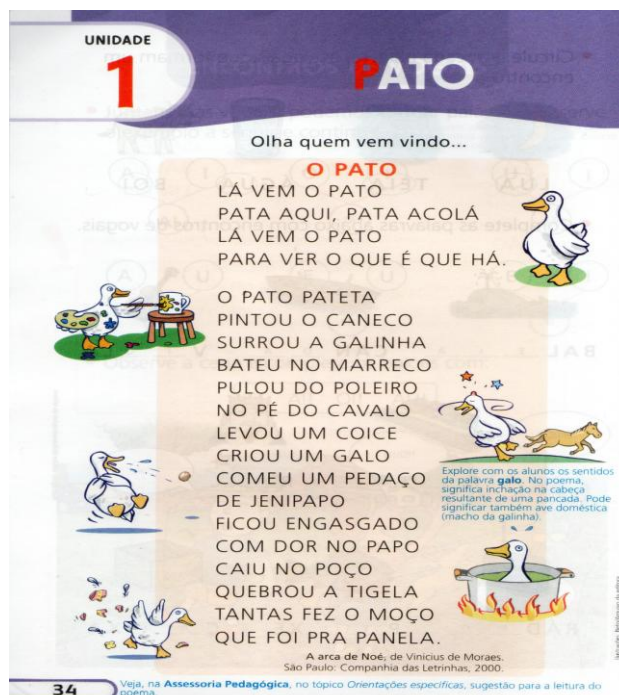 UNIDADE
1
PATO
Olha quem vem vindo...
O PATO
LÁ VEM O PATO
PATA AQUI, PATA ACOLÁ
LÁ VEM O PATO
PARA VER O QUE É QUE HÁ.
O PATO PATETA
PINTOU O CANECO
SURROU A GALINHA
BATEU NO MARRECO
PULOU DO POLEIRO
NO PÉ DO CAVALO
LEVOU UM COICE
CRIOU UM GALO
COMEU UM PEDAÇO
DE JENIPAPO
FICOU ENGASGADO
COM DOR NO PAPO
CAIU NO POÇO
QUEBROU A TIGELA
TANTAS FEZ O MOÇO
QUE FOI PRA PANELA.
Explore com os alunos os sentidos
da palavra galo. No poema,
significa inchação na cabeça
resultante de uma pancada. Pode
significar também ave doméstica
(macho da galinha).
A arca de Noé, de Vinicius de Moraes.
São Paulo: Companhia das Letrinhas, 2000.
34
Veja, na Assessoria Pedagógica, no tópico Orientações específicas, sugestão para a leitura do
poema.